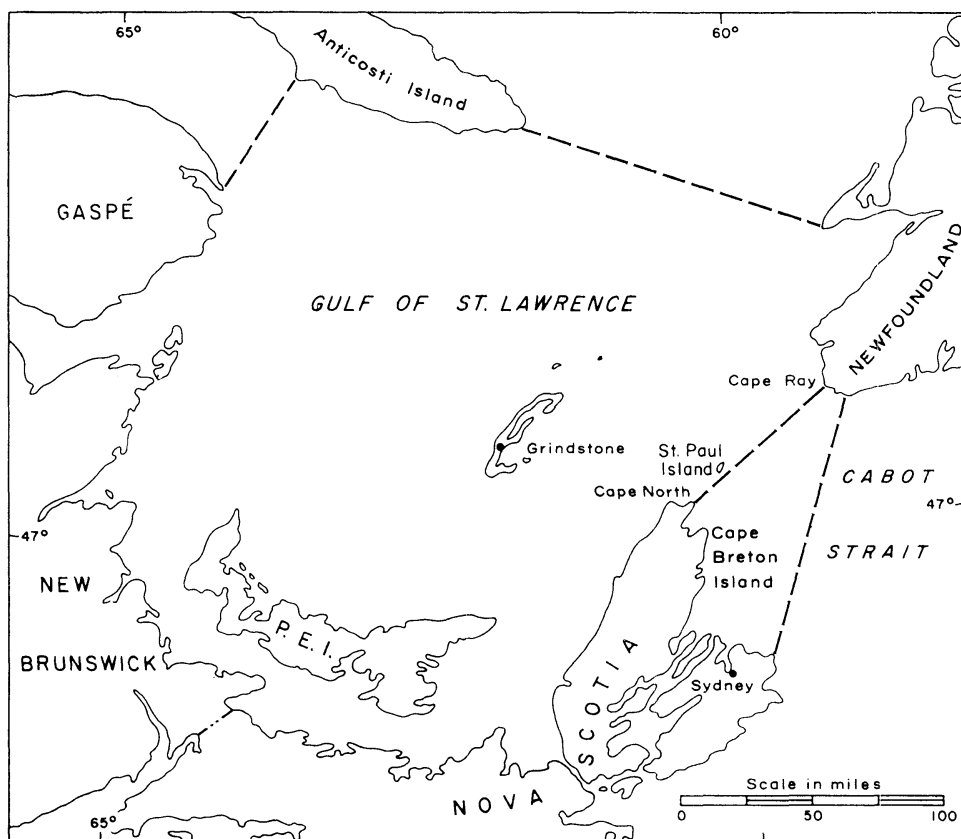 65°
60°
Anticosti Island
GASPÉ
GULF OF ST. LAWRENCE
NEWFOUNDLAND
Cape Ray
Grindstone
St. Paul
Island
Cape North
CABOT
STRAIT
47°
47°
Cape
Breton
Island
NEW
BRUNSWICK
P. E. I.
Sydney
SCOTIA
NOVA
Scale in miles
0 50 100
65°